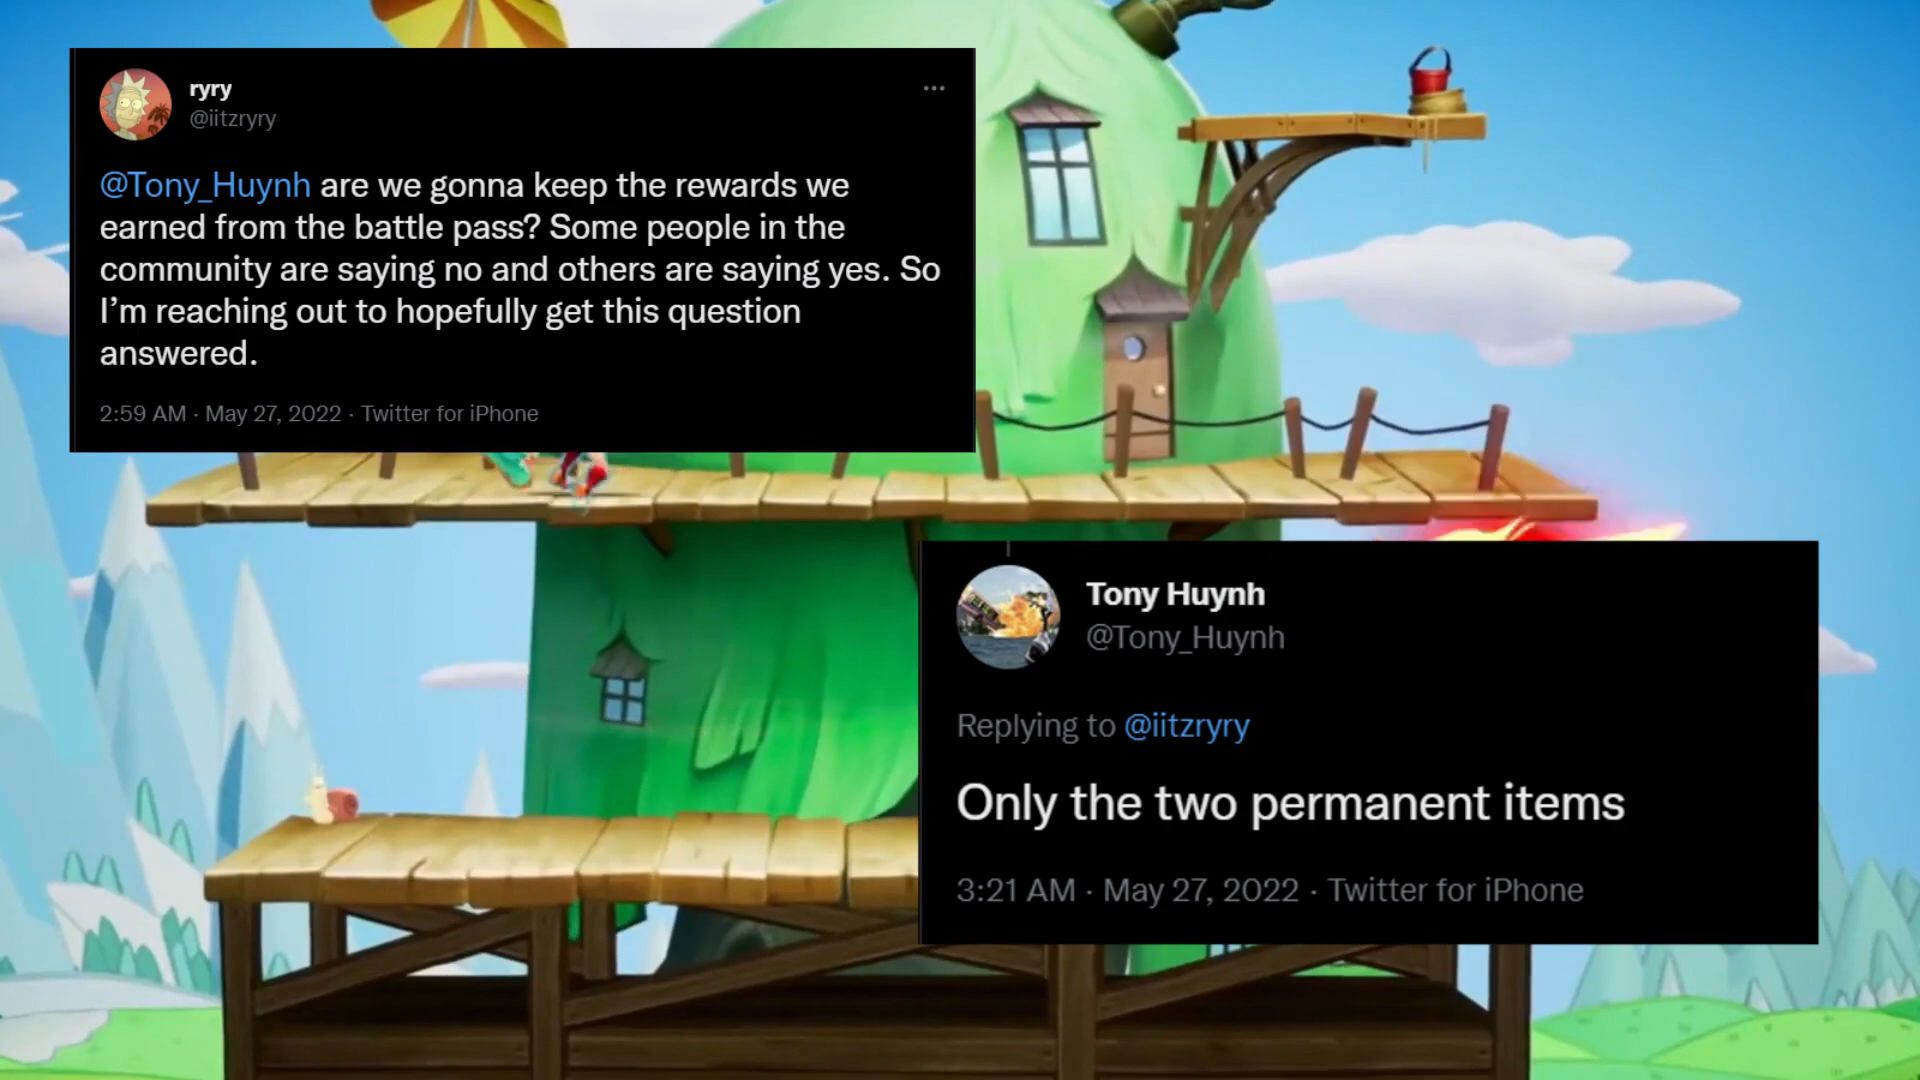 ryry
@iitzryry
@Tony_Huynh are we gonna keep the rewards we
earned from the battle pass? Some people in the
community are saying no and others are saying yes. So
I’m reaching out to hopefully get this question
answered.
2:59 AM · May 27, 2022 · Twitter for iPhone
Tony Huynh
@Tony_Huynh
Replying to @iitzryry
Only the two permanent items
3:21 AM · May 27, 2022 · Twitter for iPhone